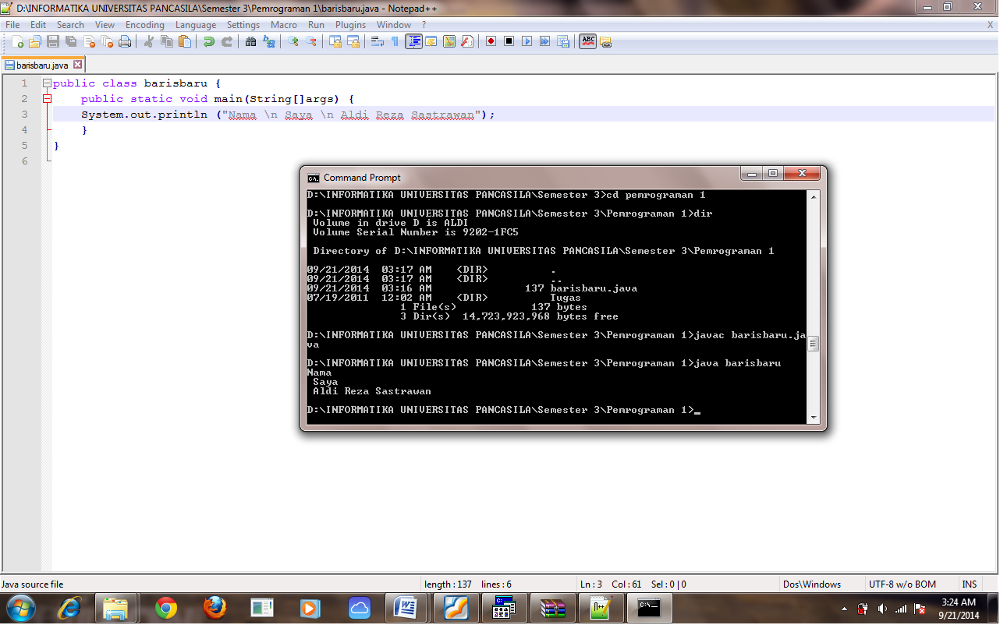 D:\INFORMATIKA UNIVERSITAS PANCASILA\Semester 3\Pemrograman 1\barisbaru.java - Notepad++
File Edit Search View Encoding Language Settings Macro Run Plugins Window ? X
barisbaru.java
1 public class barisbaru {
2 public static void main(String[]args) {
3 System.out.println ("Nama \n Saya \n Aldi Reza Sastrawan");
4 }
5 }
6
Command Prompt
D:\INFORMATIKA UNIVERSITAS PANCASILA\Semester 3>cd pemrograman 1
D:\INFORMATIKA UNIVERSITAS PANCASILA\Semester 3\Pemrograman 1>dir
Volume in drive D is ALDI
Volume Serial Number is 9202-1FC5
Directory of D:\INFORMATIKA UNIVERSITAS PANCASILA\Semester 3\Pemrograman 1
09/21/2014 03:17 AM <DIR> .
09/21/2014 03:17 AM <DIR> ..
09/21/2014 03:16 AM 137 barisbaru.java
07/19/2011 12:02 AM <DIR> Tugas
1 File(s) 137 bytes
3 Dir(s) 14,723,923,968 bytes free
D:\INFORMATIKA UNIVERSITAS PANCASILA\Semester 3\Pemrograman 1>javac barisbaru.ja
va
D:\INFORMATIKA UNIVERSITAS PANCASILA\Semester 3\Pemrograman 1>java barisbaru
Nama
Saya
Aldi Reza Sastrawan
D:\INFORMATIKA UNIVERSITAS PANCASILA\Semester 3\Pemrograman 1>_
Java source file length : 137 lines : 6 Ln : 3 Col : 61 Sel : 0 | 0 Dos\Windows UTF-8 w/o BOM INS
3:24 AM
9/21/2014